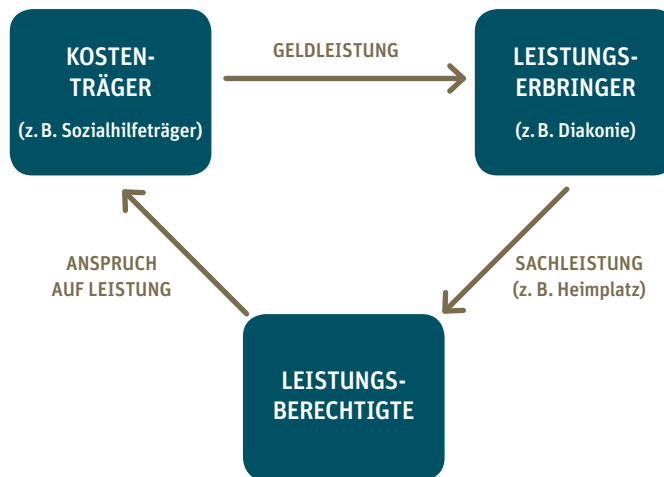 KOSTEN-
TRÄGER
(z. B. Sozialhilfeträger)
GELDLEISTUNG
LEISTUNGS-
ERBRINGER
(z. B. Diakonie)
ANSPRUCH
AUF LEISTUNG
SACHLEISTUNG
(z. B. Heimplatz)
LEISTUNGS-
BERECHTIGTE